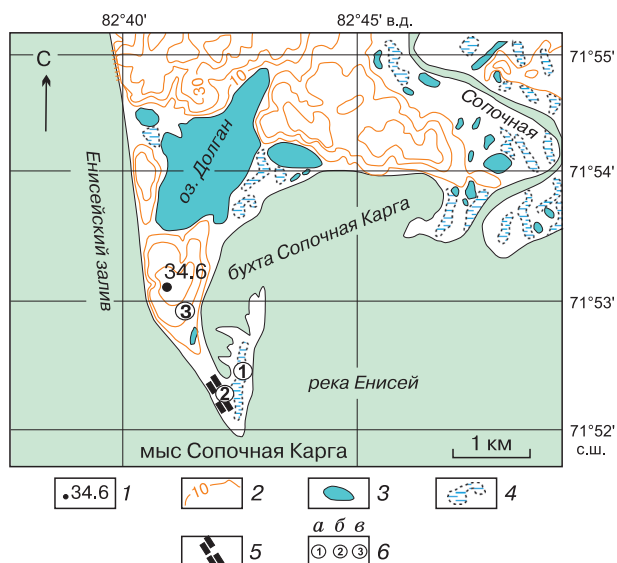 82°40'
82°45' в.д.
С
71°55'
30
10
Сопочная
оз. Долган
71°54'
Енисейский залив
бухта Сопочная Карга
34.6
3
71°53'
1
2
река Енисей
мыс Сопочная Карга
1 км
71°52'
с.ш.
34.6 1
10 2
3
4
5
а б в
1 2 3 6